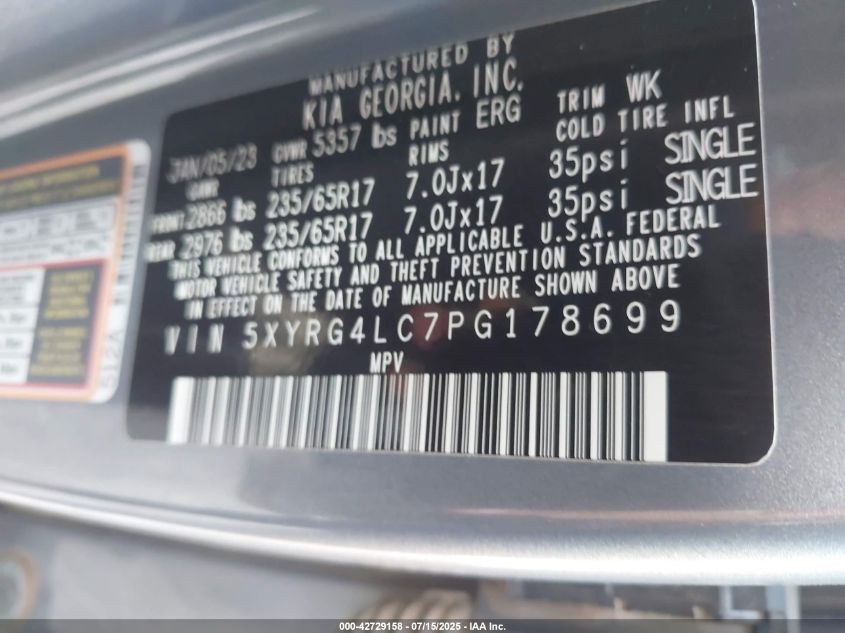 MANUFACTURED BY
KIA GEORGIA, INC.
JAN/05/23 GVWR 5357 lbs PAINT ERG TRIM WK
GAWR TIRES RIMS COLD TIRE INFL
FRONT 2866 lbs 235/65R17 7.0Jx17 35psi SINGLE
REAR 2976 lbs 235/65R17 7.0Jx17 35psi SINGLE
THIS VEHICLE CONFORMS TO ALL APPLICABLE U.S.A. FEDERAL
MOTOR VEHICLE SAFETY AND THEFT PREVENTION STANDARDS
IN EFFECT ON THE DATE OF MANUFACTURE SHOWN ABOVE
VIN 5XYRG4LC7PG178699
MPV
512A
000-42729158 - 07/15/2025 - IAA Inc.